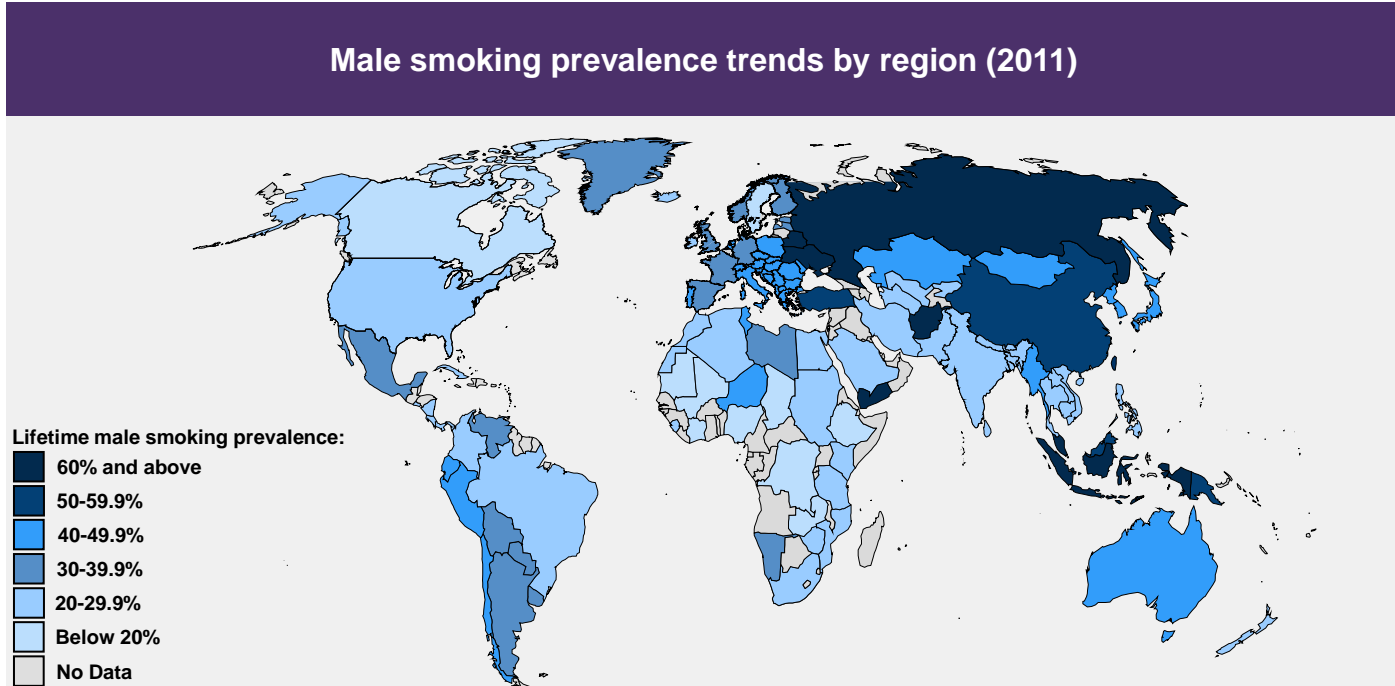 Male smoking prevalence trends by region (2011)
Lifetime male smoking prevalence:
60% and above
50-59.9%
40-49.9%
30-39.9%
20-29.9%
Below 20%
No Data